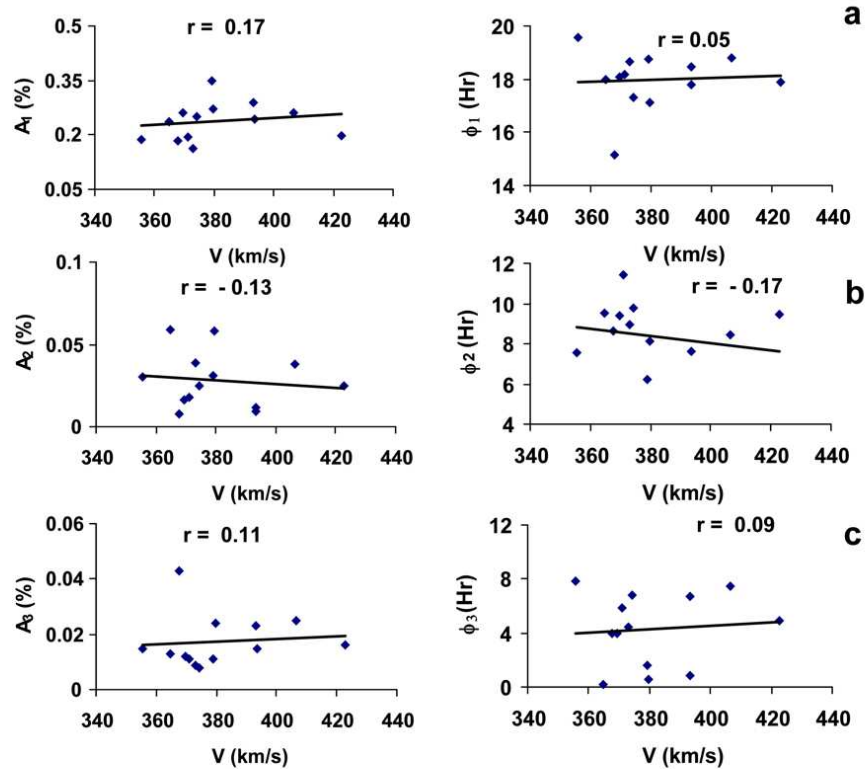 a
r = 0.17
A1 (%)
0.5
0.35
0.2
0.05
340 360 380 400 420 440
V (km/s)
r = 0.05
ϕ1 (Hr)
20
18
16
14
340 360 380 400 420 440
V (km/s)
b
r = - 0.13
A2 (%)
0.1
0.05
0
340 360 380 400 420 440
V (km/s)
r = - 0.17
ϕ2 (Hr)
12
10
8
6
4
340 360 380 400 420 440
V (km/s)
c
r = 0.11
A3 (%)
0.06
0.04
0.02
0
340 360 380 400 420 440
V (km/s)
r = 0.09
ϕ3(Hr)
12
8
4
0
340 360 380 400 420 440
V (km/s)